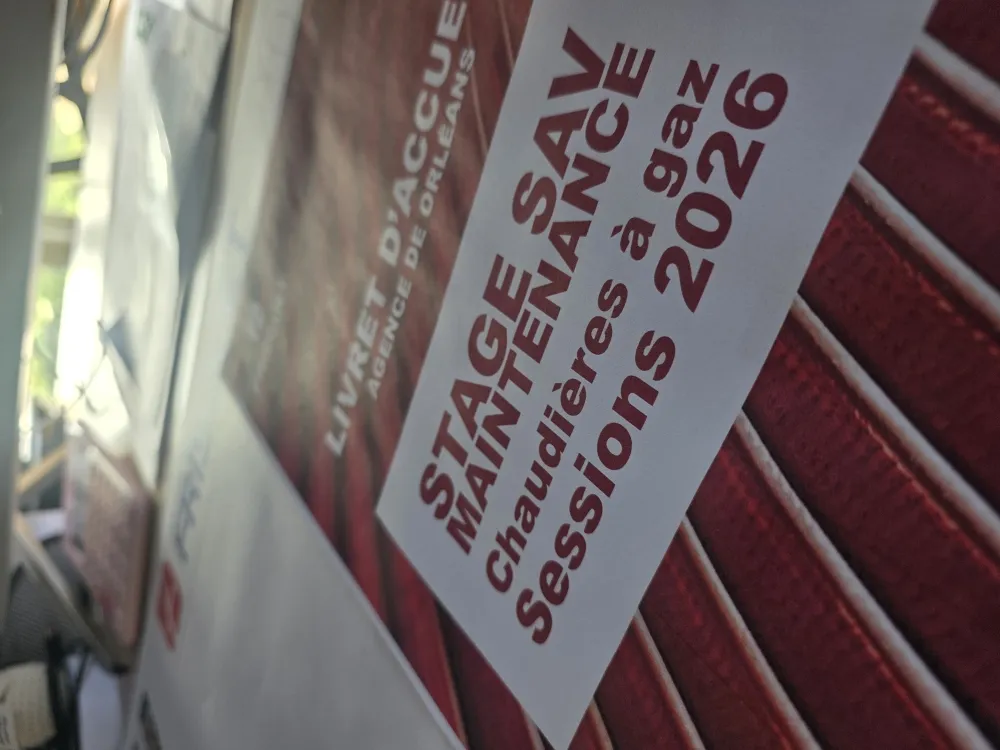 LIVRET D'ACCUE
AGENCE DE ORLÉANS
STAGE SAV
MAINTENANCE
Chaudières à gaz
Sessions 2026